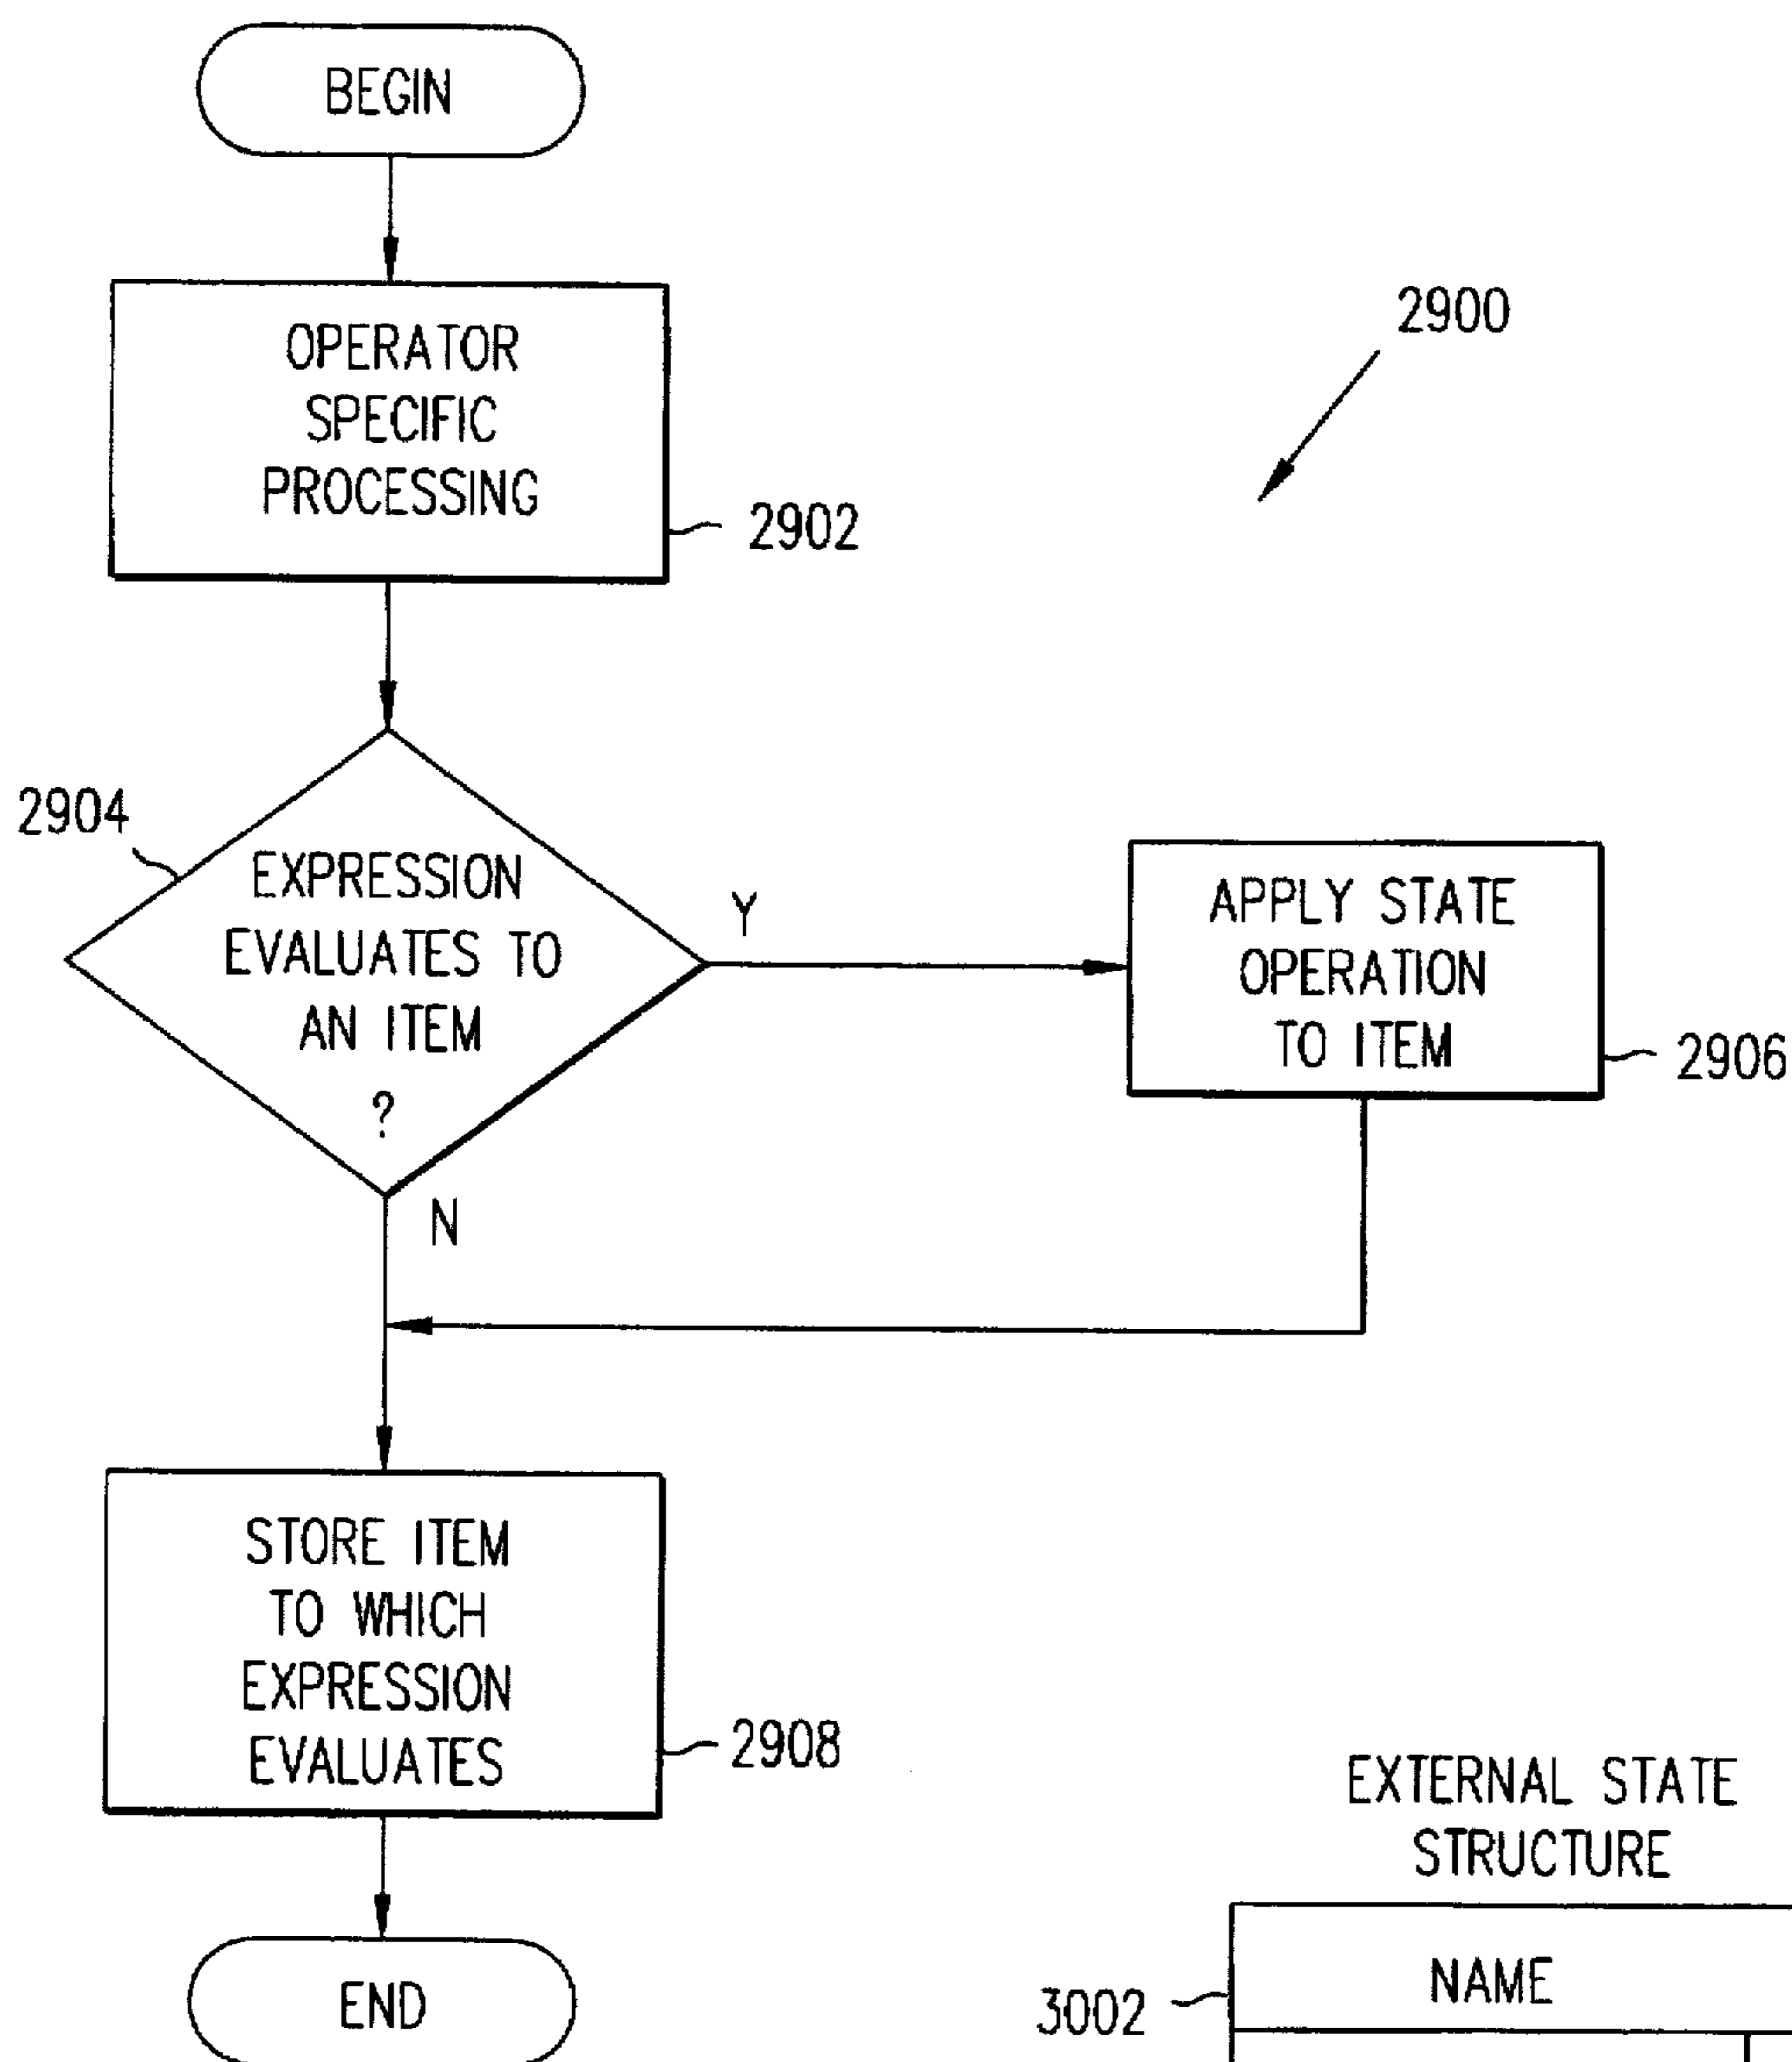 BEGIN
OPERATOR
SPECIFIC
PROCESSING
2902
2900
2904
EXPRESSION
EVALUATES TO
AN ITEM
?
Y
N
APPLY STATE
OPERATION
TO ITEM
2906
STORE ITEM
TO WHICH
EXPRESSION
EVALUATES
2908
END
EXTERNAL STATE
STRUCTURE
NAME
3002